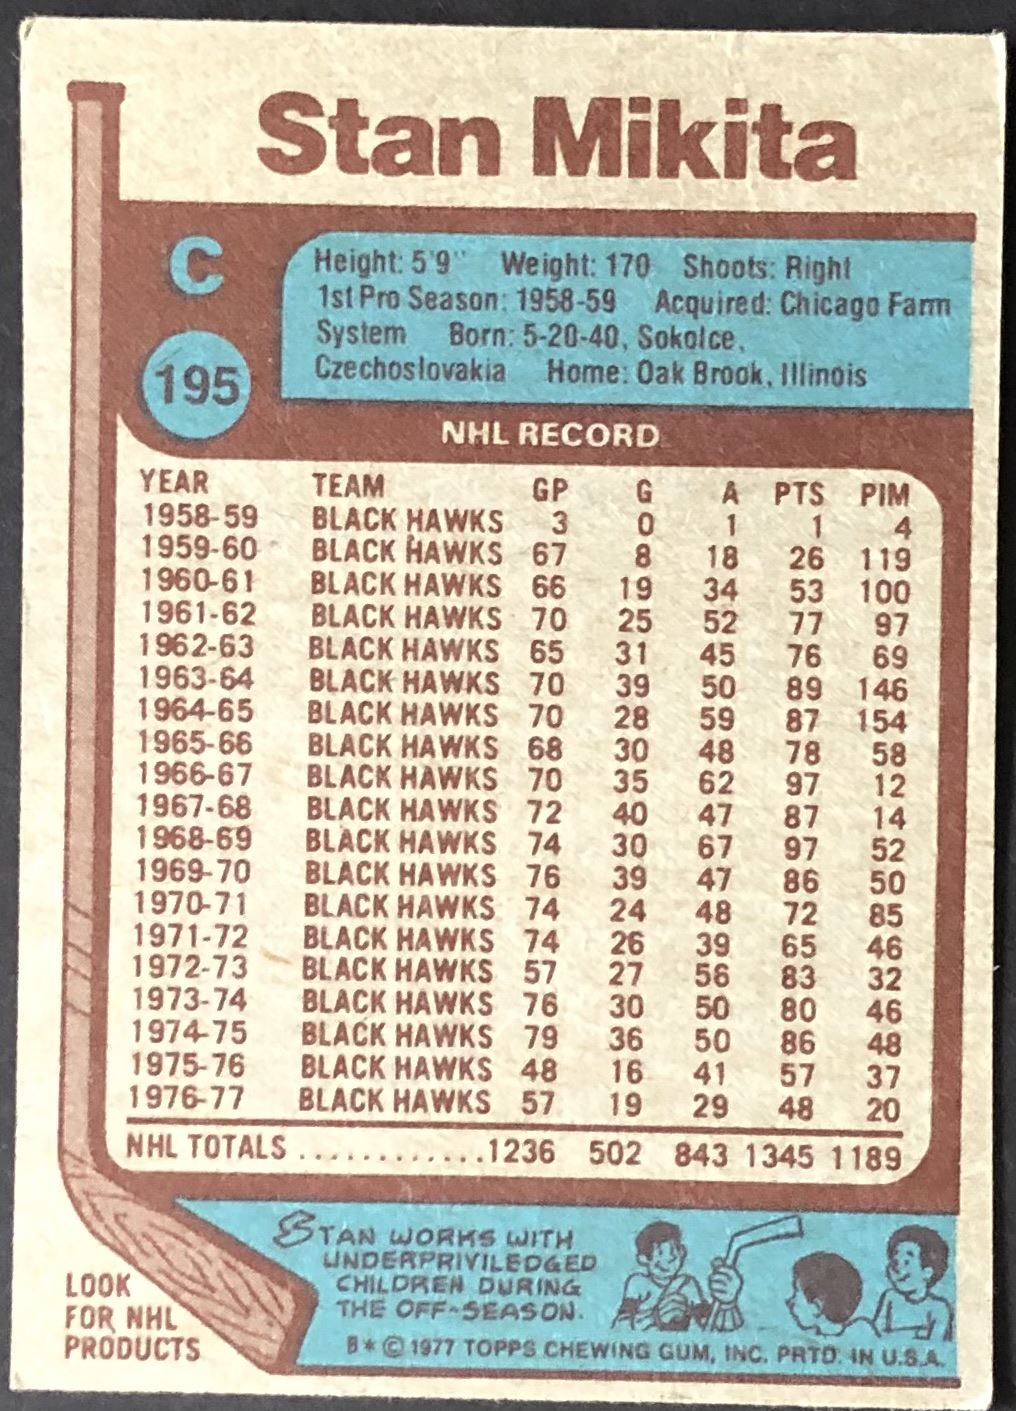 Stan Mikita
C
195
Height: 5'9" Weight: 170 Shoots: Right
1st Pro Season: 1958-59 Acquired: Chicago Farm
System Born: 5-20-40, Sokolce,
Czechoslovakia Home: Oak Brook, Illinois
NHL RECORD
YEAR TEAM GP G A PTS PIM
1958-59 BLACK HAWKS 3 0 1 1 4
1959-60 BLACK HAWKS 67 8 18 26 119
1960-61 BLACK HAWKS 66 19 34 53 100
1961-62 BLACK HAWKS 70 25 52 77 97
1962-63 BLACK HAWKS 65 31 45 76 69
1963-64 BLACK HAWKS 70 39 50 89 146
1964-65 BLACK HAWKS 70 28 59 87 154
1965-66 BLACK HAWKS 68 30 48 78 58
1966-67 BLACK HAWKS 70 35 62 97 12
1967-68 BLACK HAWKS 72 40 47 87 14
1968-69 BLACK HAWKS 74 30 67 97 52
1969-70 BLACK HAWKS 76 39 47 86 50
1970-71 BLACK HAWKS 74 24 48 72 85
1971-72 BLACK HAWKS 74 26 39 65 46
1972-73 BLACK HAWKS 57 27 56 83 32
1973-74 BLACK HAWKS 76 30 50 80 46
1974-75 BLACK HAWKS 79 36 50 86 48
1975-76 BLACK HAWKS 48 16 41 57 37
1976-77 BLACK HAWKS 57 19 29 48 20
NHL TOTALS ............1236 502 843 1345 1189
STAN WORKS WITH
UNDERPRIVILEDGED
CHILDREN DURING
THE OFF-SEASON.
LOOK
FOR NHL
PRODUCTS
B* © 1977 TOPPS CHEWING GUM, INC. PRTD. IN U.S.A.